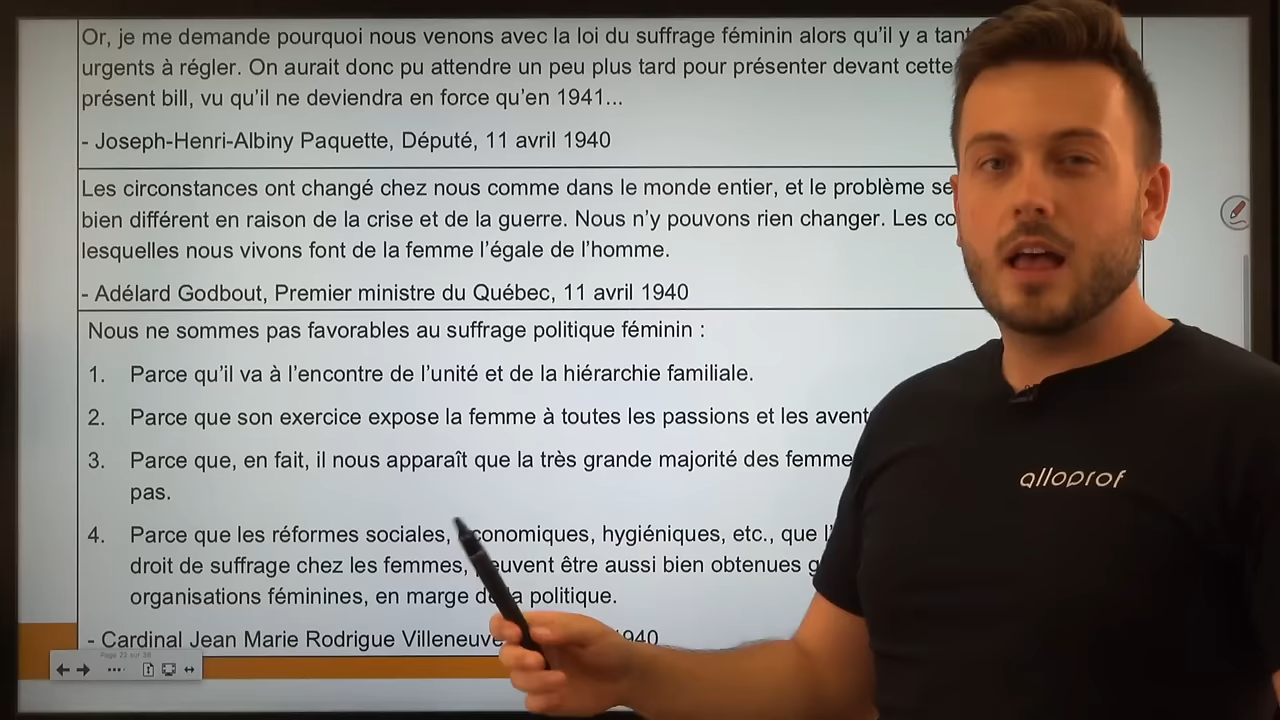 Or, je me demande pourquoi nous venons avec la loi du suffrage féminin alors qu'il y a tant
urgents à régler. On aurait donc pu attendre un peu plus tard pour présenter devant cette
présent bill, vu qu'il ne deviendra en force qu'en 1941...
- Joseph-Henri-Albiny Paquette, Député, 11 avril 1940
Les circonstances ont changé chez nous comme dans le monde entier, et le problème se
bien différent en raison de la crise et de la guerre. Nous n'y pouvons rien changer. Les
lesquelles nous vivons font de la femme l'égale de l'homme.
- Adélard Godbout, Premier ministre du Québec, 11 avril 1940
Nous ne sommes pas favorables au suffrage politique féminin :
1. Parce qu'il va à l'encontre de l'unité et de la hiérarchie familiale.
2. Parce que son exercice expose la femme à toutes les passions et les
3. Parce que, en fait, il nous apparaît que la très grande majorité des
pas.
4. Parce que les réformes sociales, économiques, hygiéniques, etc., que
droit de suffrage chez les femmes, peuvent être aussi bien obtenues
organisations féminines, en marge de la politique.
- Cardinal Jean Marie Rodrigue Villeneuve 1940
Page 22 sur 38
alloprof